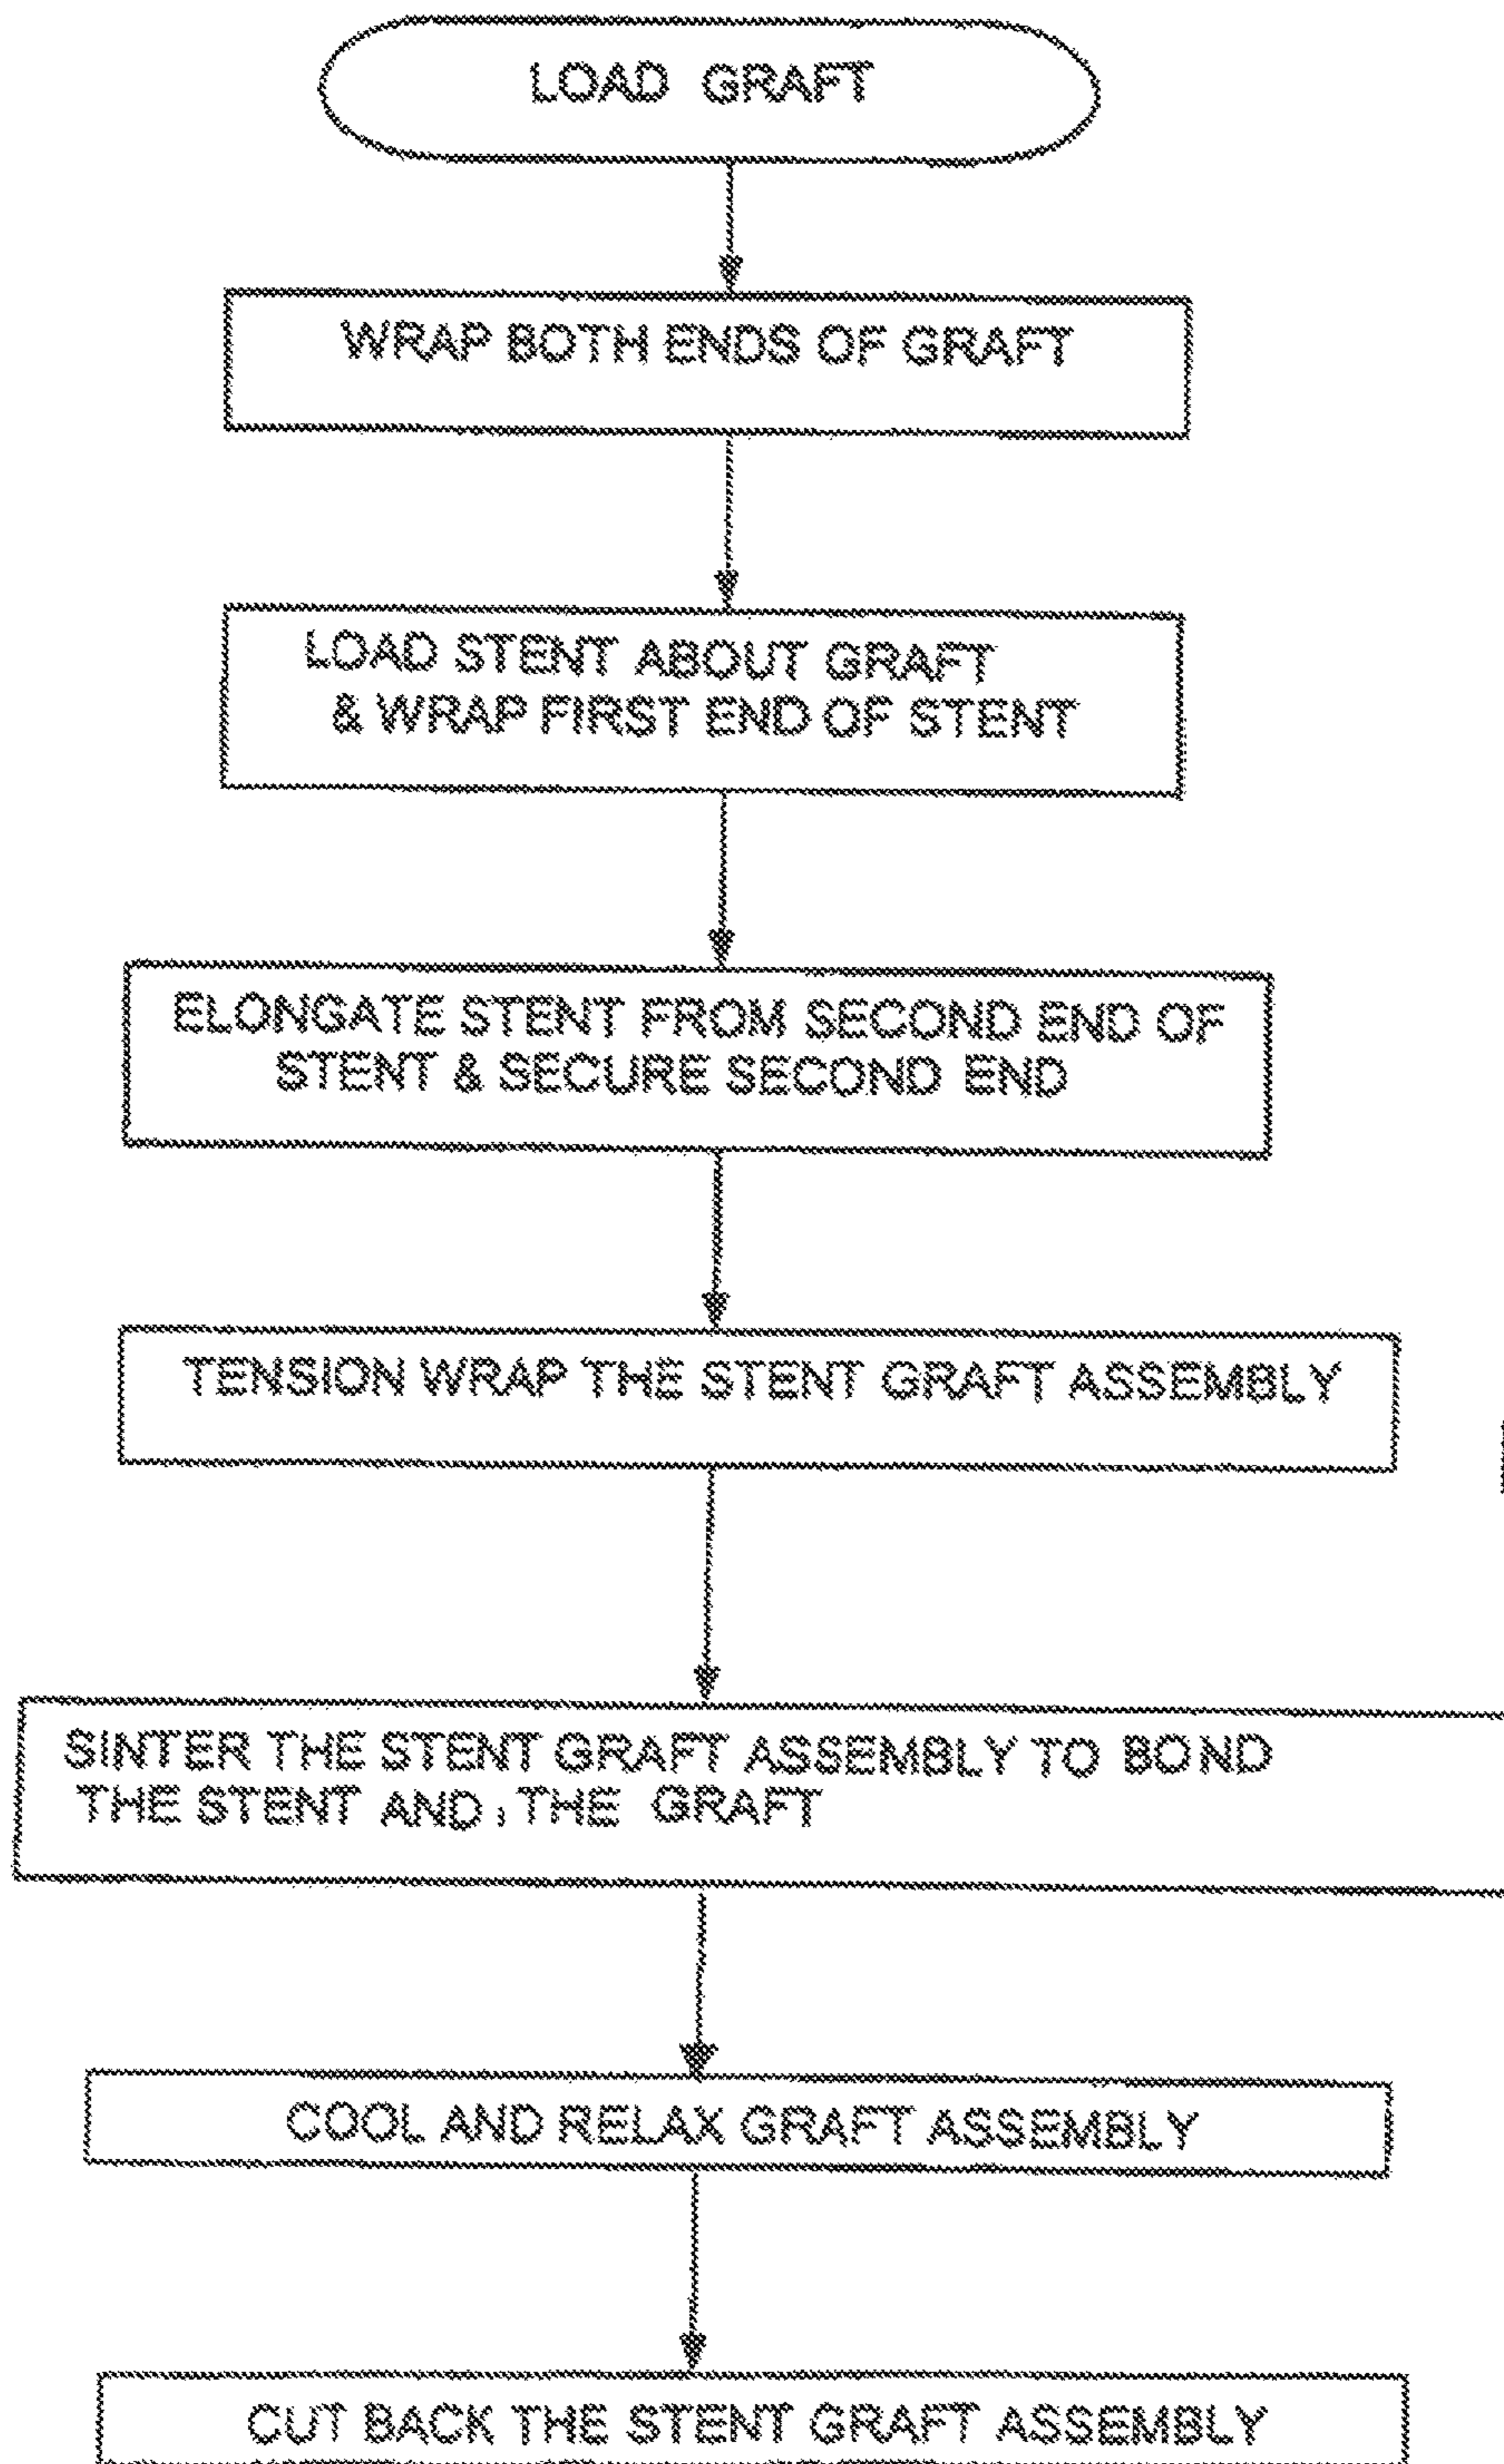 LOAD GRAFT
WRAP BOTH ENDS OF GRAFT
LOAD STENT ABOUT GRAFT
& WRAP FIRST END OF STENT
ELONGATE STENT FROM SECOND END OF
STENT & SECURE SECOND END
TENSION WRAP THE STENT GRAFT ASSEMBLY
SINTER THE STENT GRAFT ASSEMBLY TO BOND
THE STENT AND , THE GRAFT
COOL AND RELAX GRAFT ASSEMBLY
CUT BACK THE STENT GRAFT ASSEMBLY